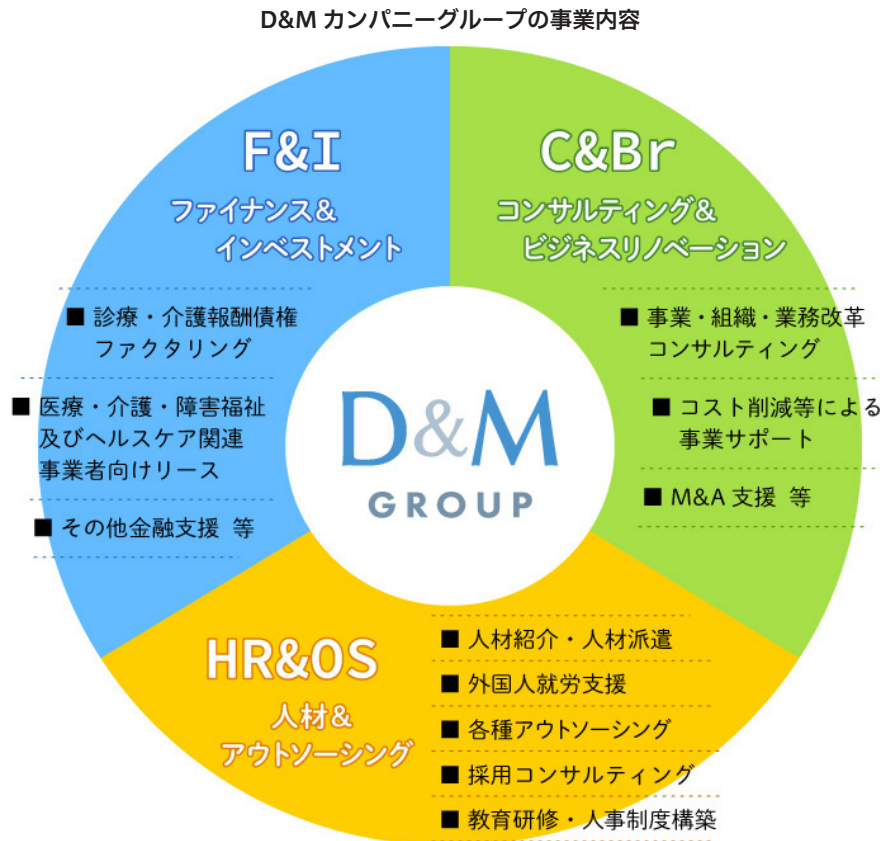 D&M カンパニーグループの事業内容
F&I
ファイナンス&
インベストメント
■ 診療・介護報酬債権
ファクタリング
■ 医療・介護・障害福祉
及びヘルスケア関連
事業者向けリース
■ その他金融支援 等
C&Br
コンサルティング&
ビジネスリノベーション
■ 事業・組織・業務改革
コンサルティング
■ コスト削減等による
事業サポート
■ M&A 支援 等
D&M
GROUP
HR&OS
人材&
アウトソーシング
■ 人材紹介・人材派遣
■ 外国人就労支援
■ 各種アウトソーシング
■ 採用コンサルティング
■ 教育研修・人事制度構築